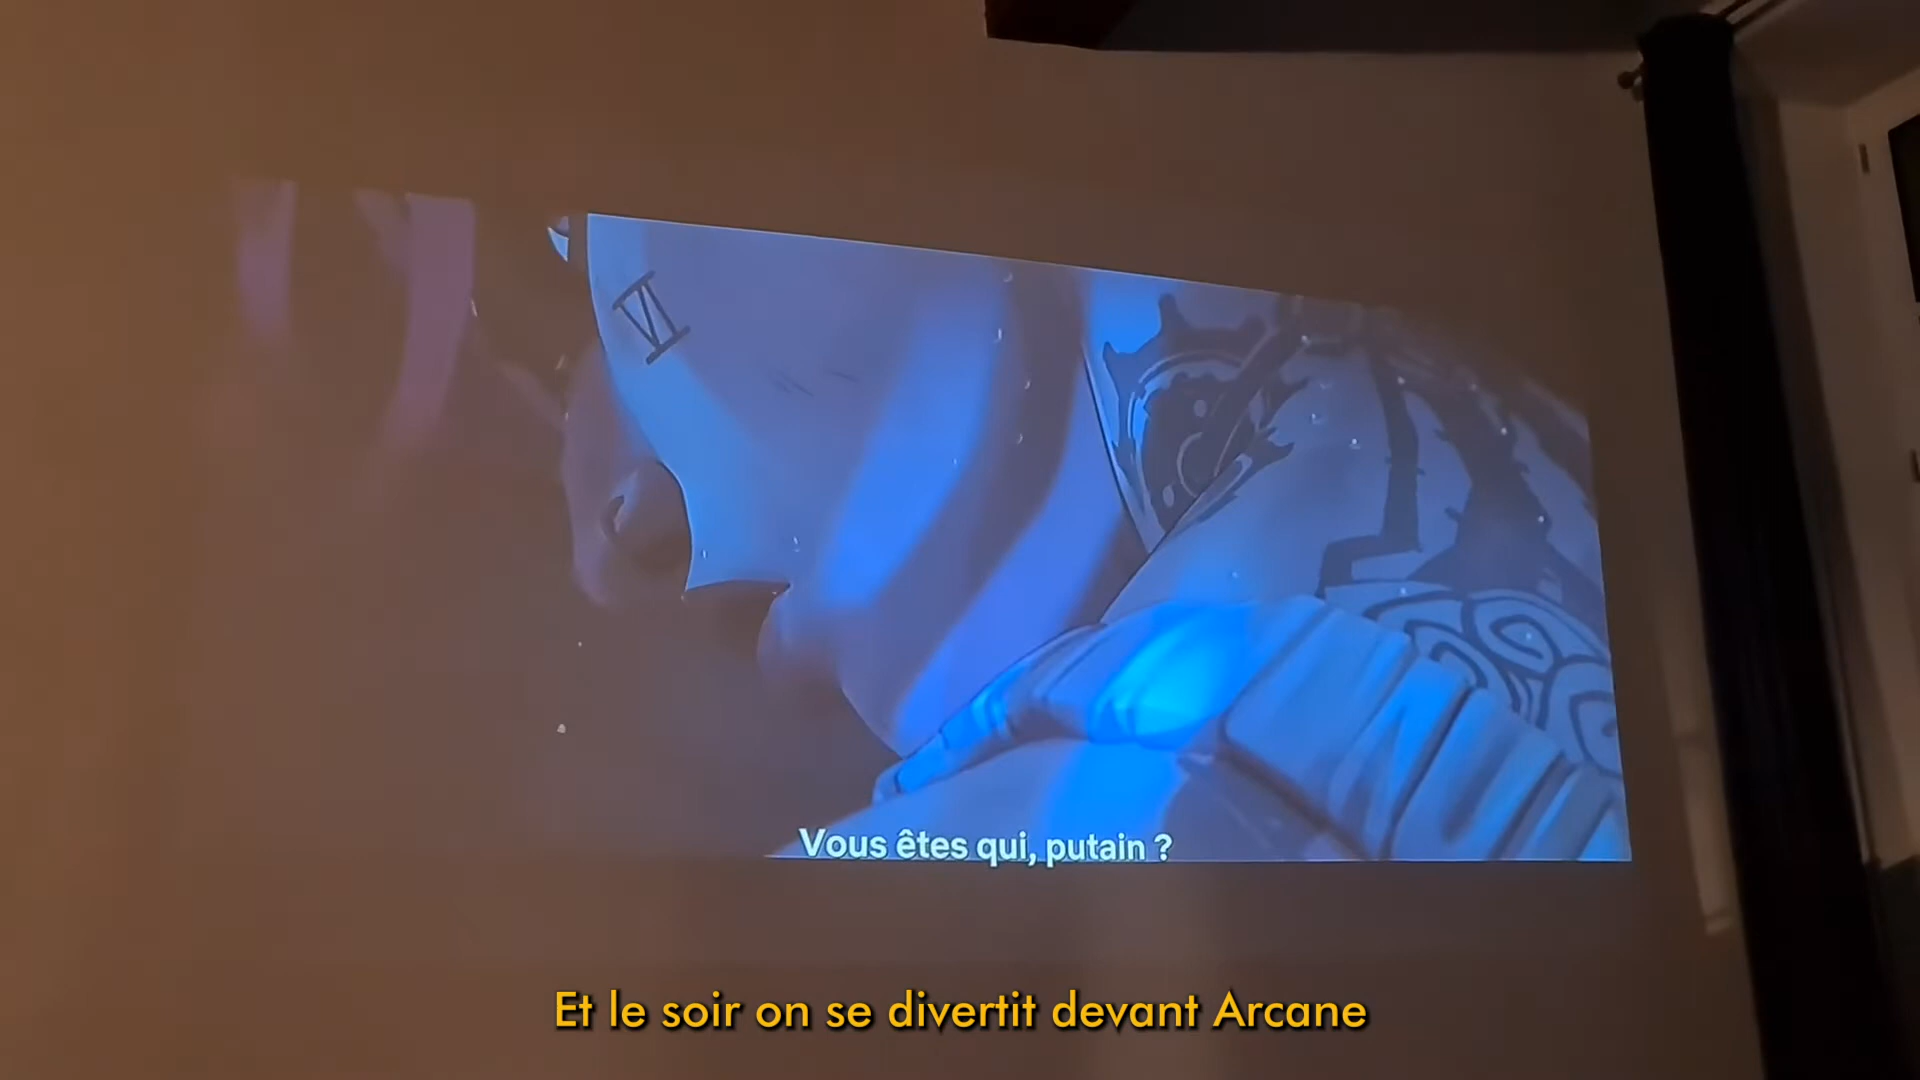 VI
Vous êtes qui, putain ?
Et le soir on se divertit devant Arcane